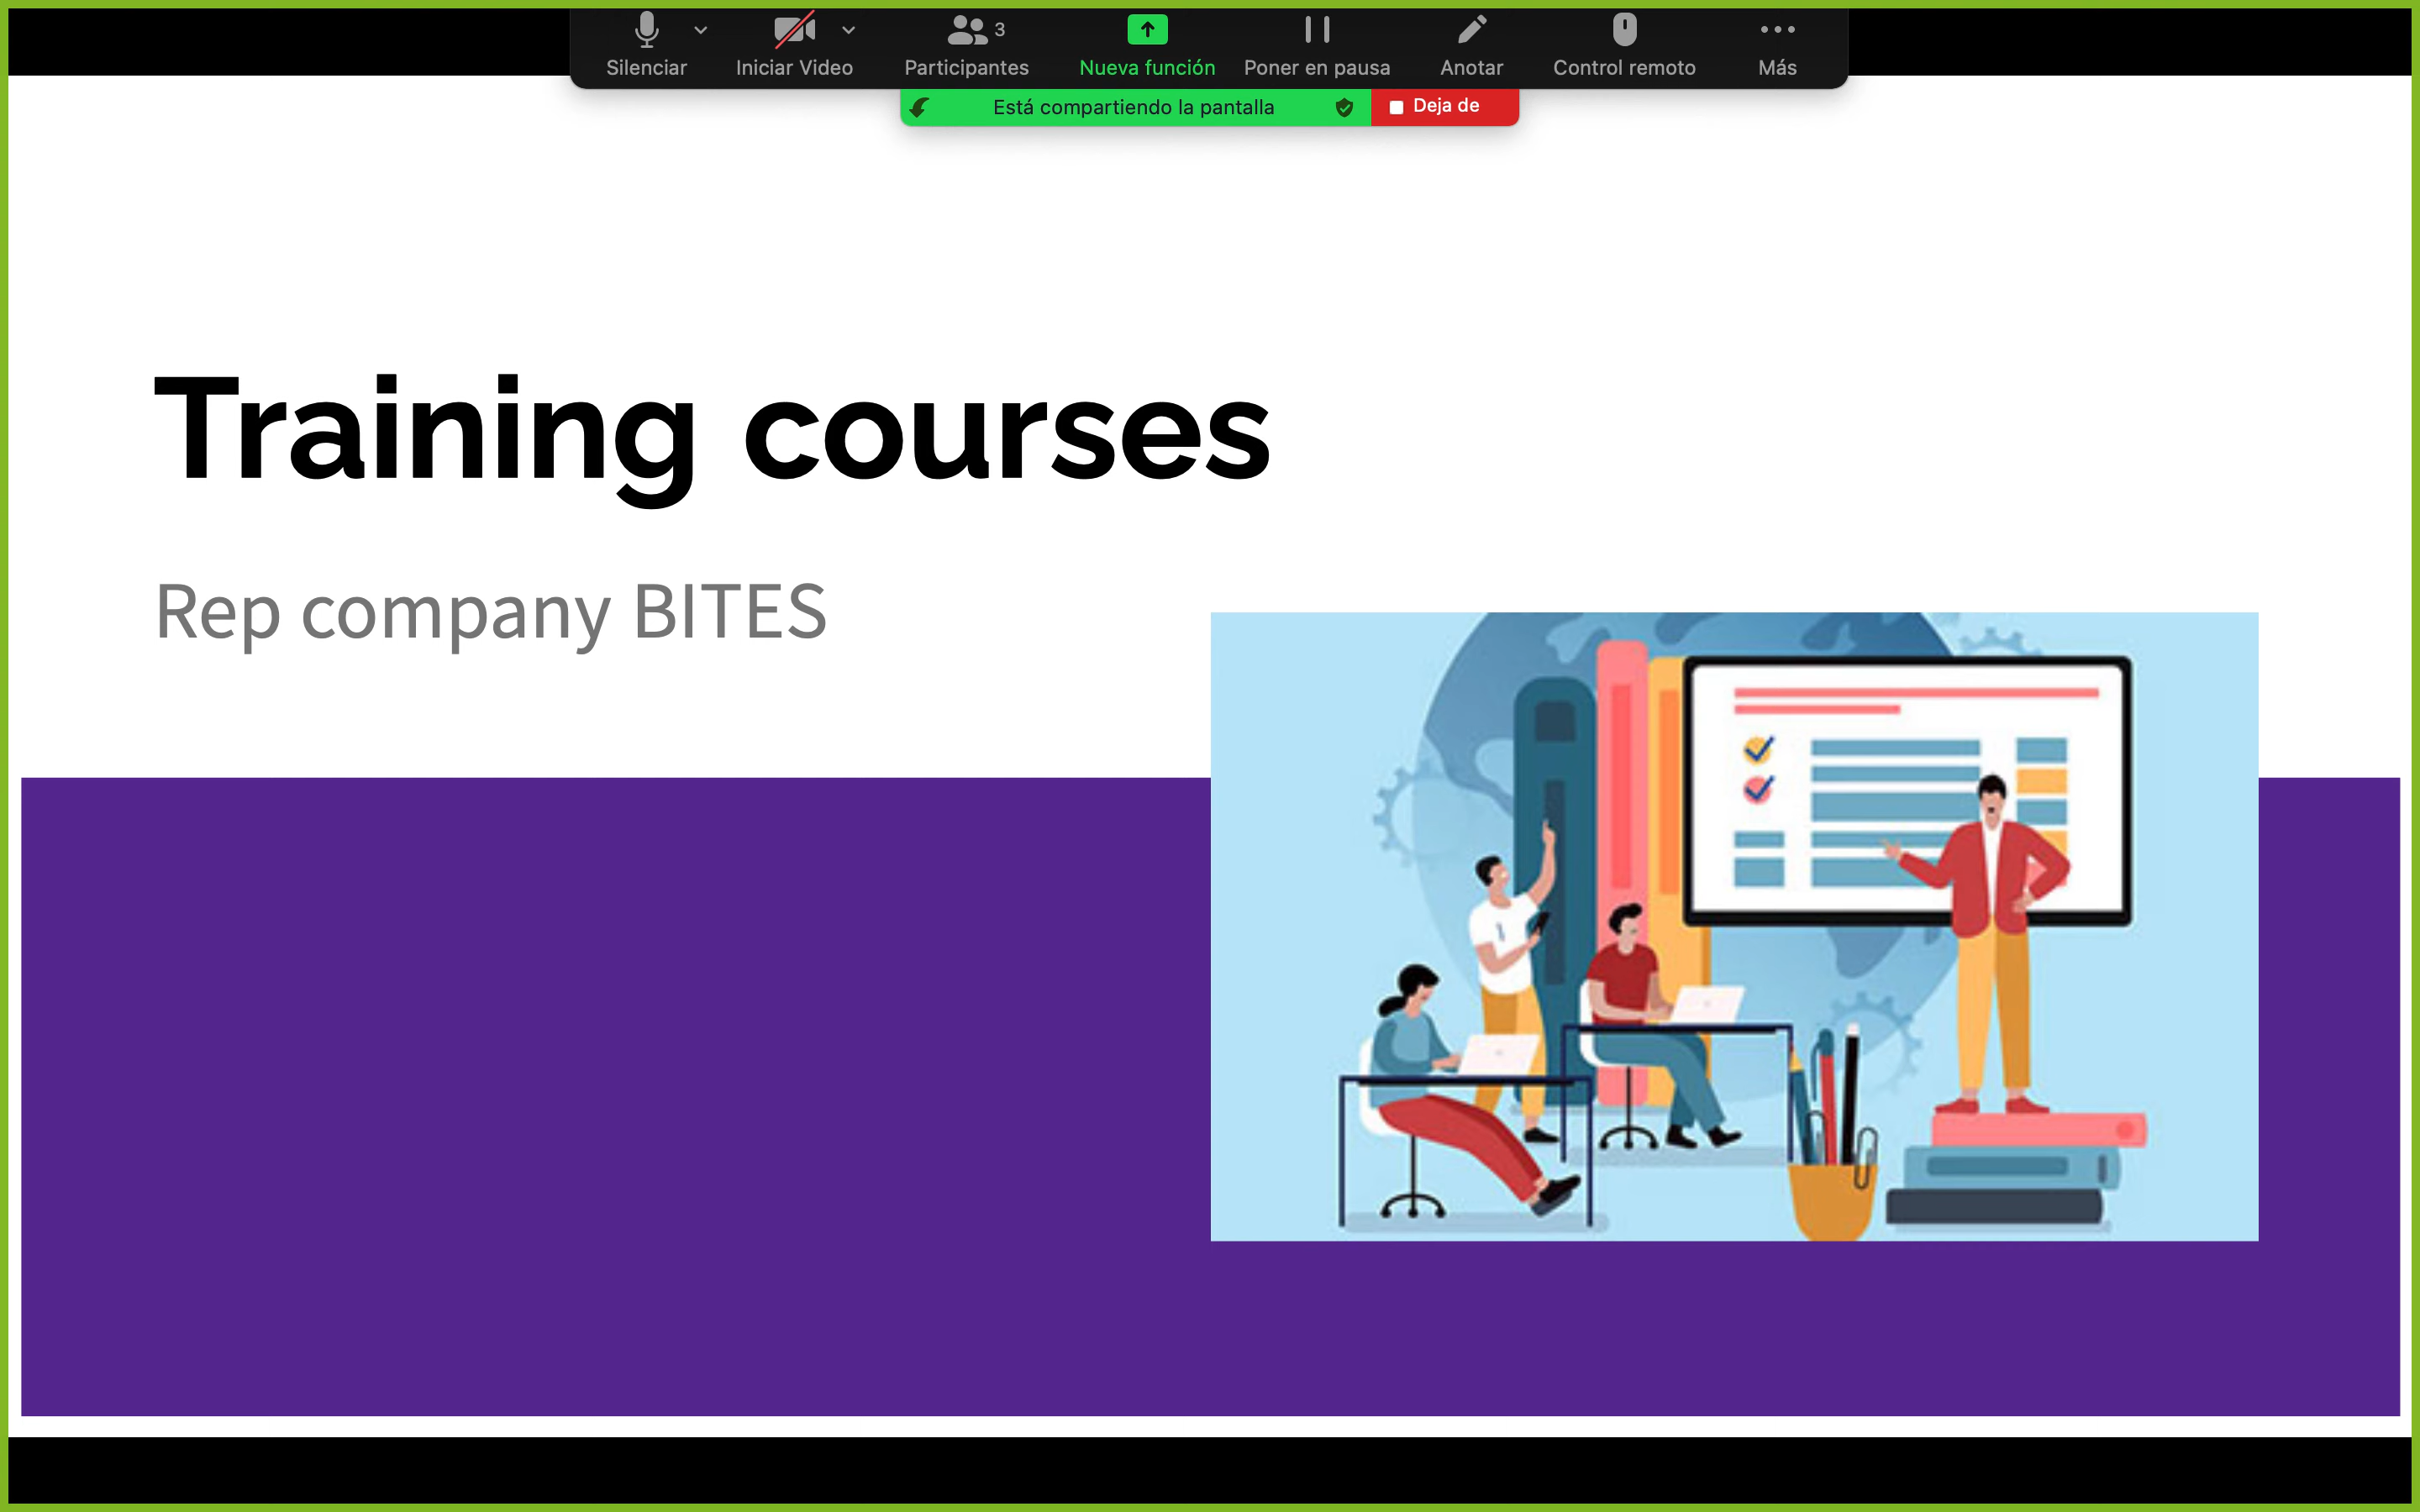 3
Silenciar Iniciar Video Participantes Nueva función Poner en pausa Anotar Control remoto Más
Está compartiendo la pantalla Deja de
Training courses
Rep company BITES